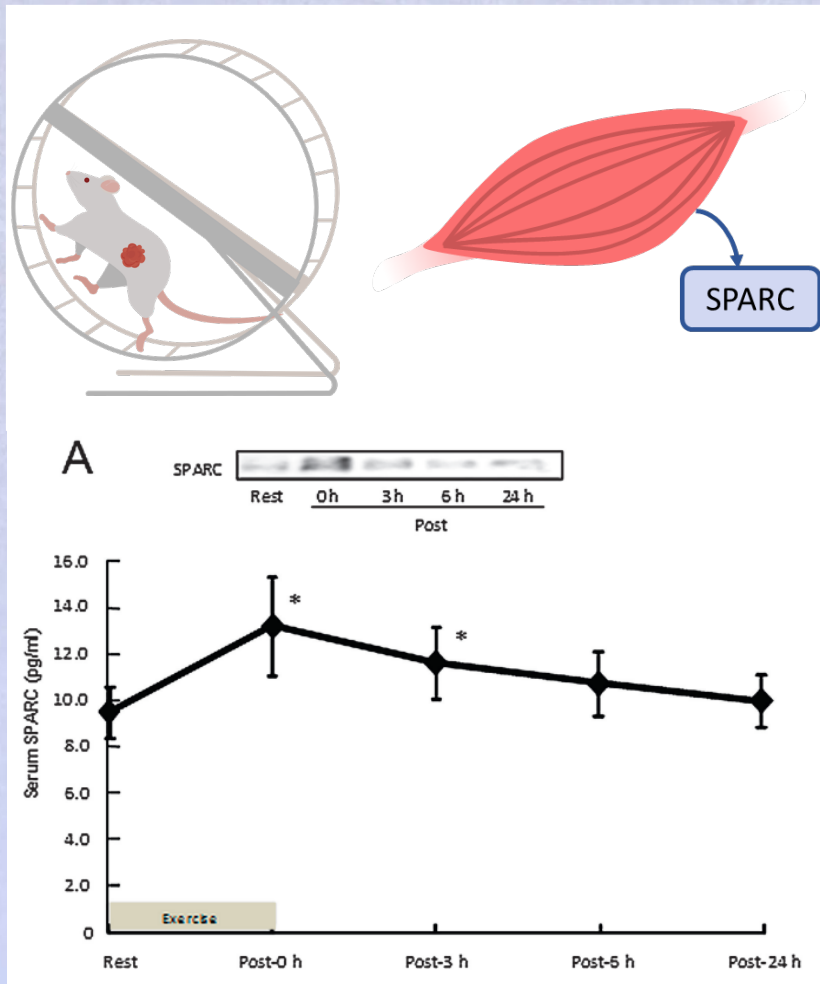 SPARC
A
SPARC
Rest 0 h 3 h 6 h 24 h
Post
Serum SPARC (pg/ml)
16.0
14.0
12.0
10.0
8.0
6.0
4.0
2.0
0
*
*
Exercise
Rest Post-0 h Post-3 h Post-6 h Post-24 h